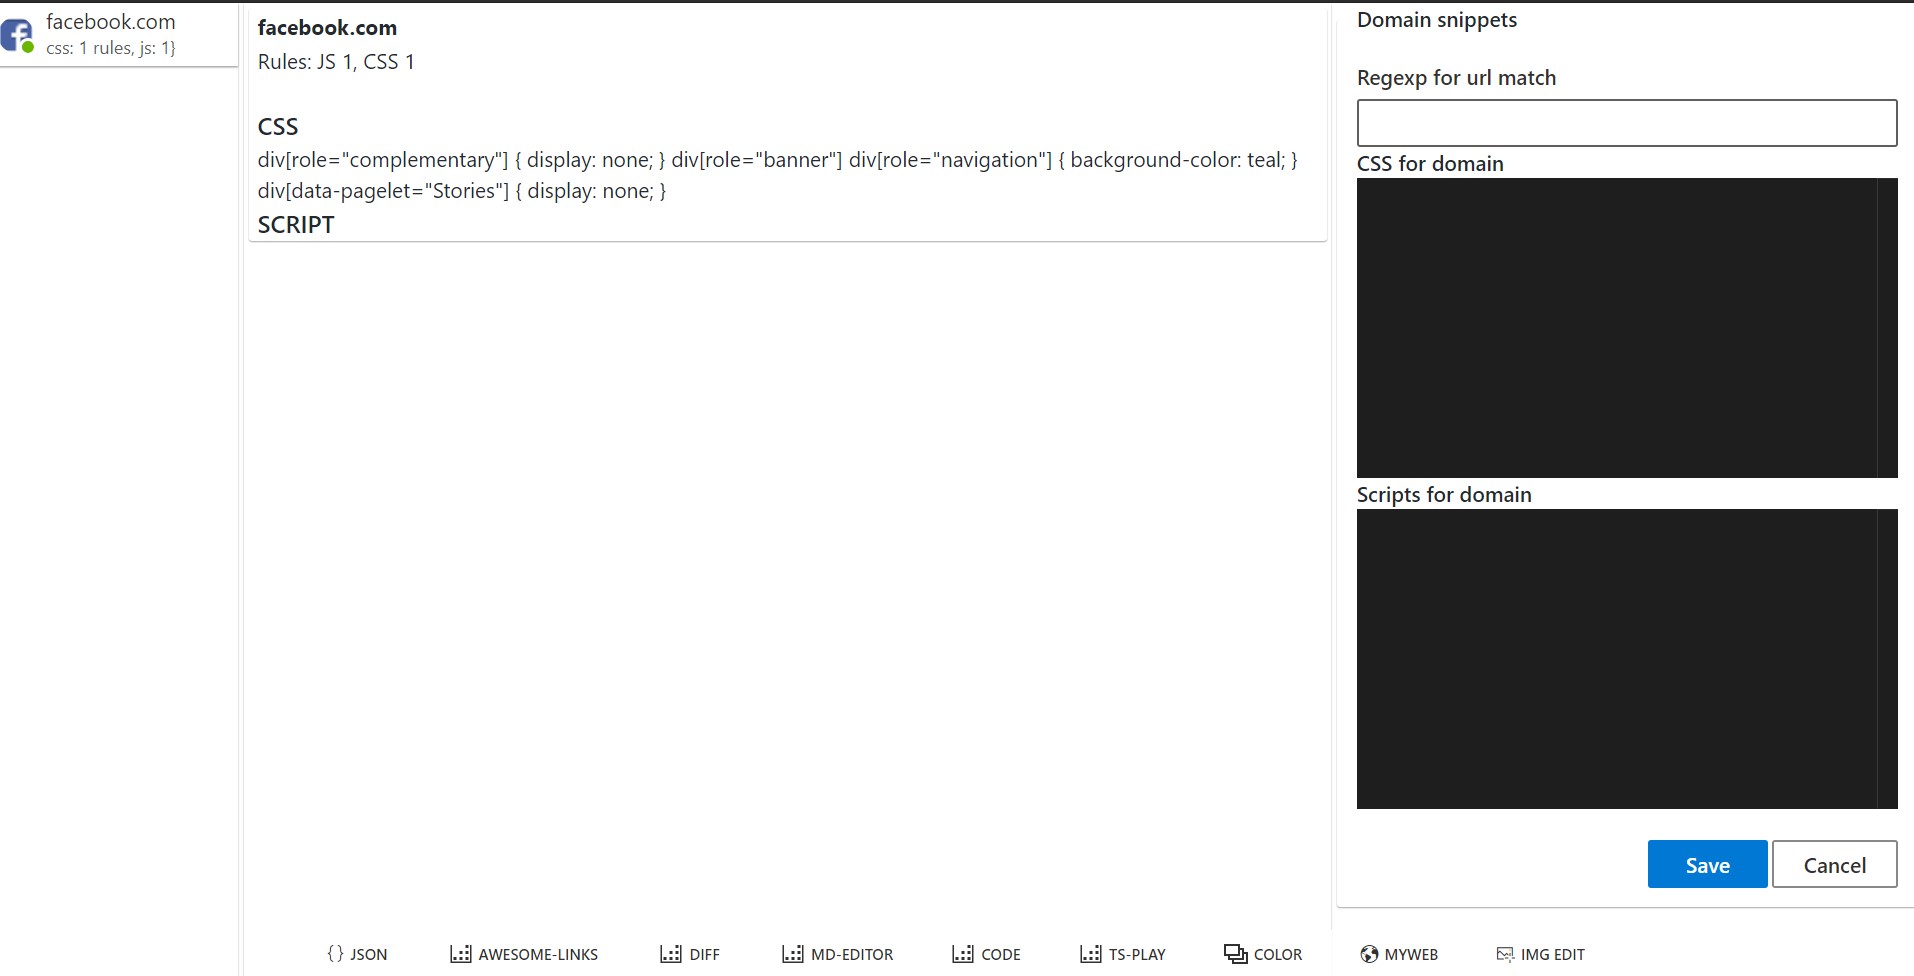 facebook.com
css: 1 rules, js: 1}
facebook.com
Rules: JS 1, CSS 1
CSS
div[role="complementary"] { display: none; } div[role="banner"] div[role="navigation"] { background-color: teal; }
div[data-pagelet="Stories"] { display: none; }
SCRIPT
Domain snippets
Regexp for url match
CSS for domain
Scripts for domain
Save Cancel
{} JSON AWESOME-LINKS DIFF MD-EDITOR CODE TS-PLAY COLOR MYWEB IMG EDIT